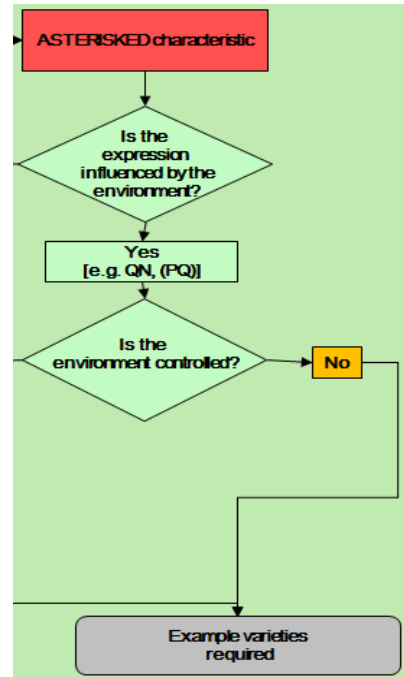 ASTERISKED characteristic
Is the
expression
influenced by the
environment?
Yes
[e.g. QN, (PQ)]
Is the
environment controlled?
No
Example varieties
required